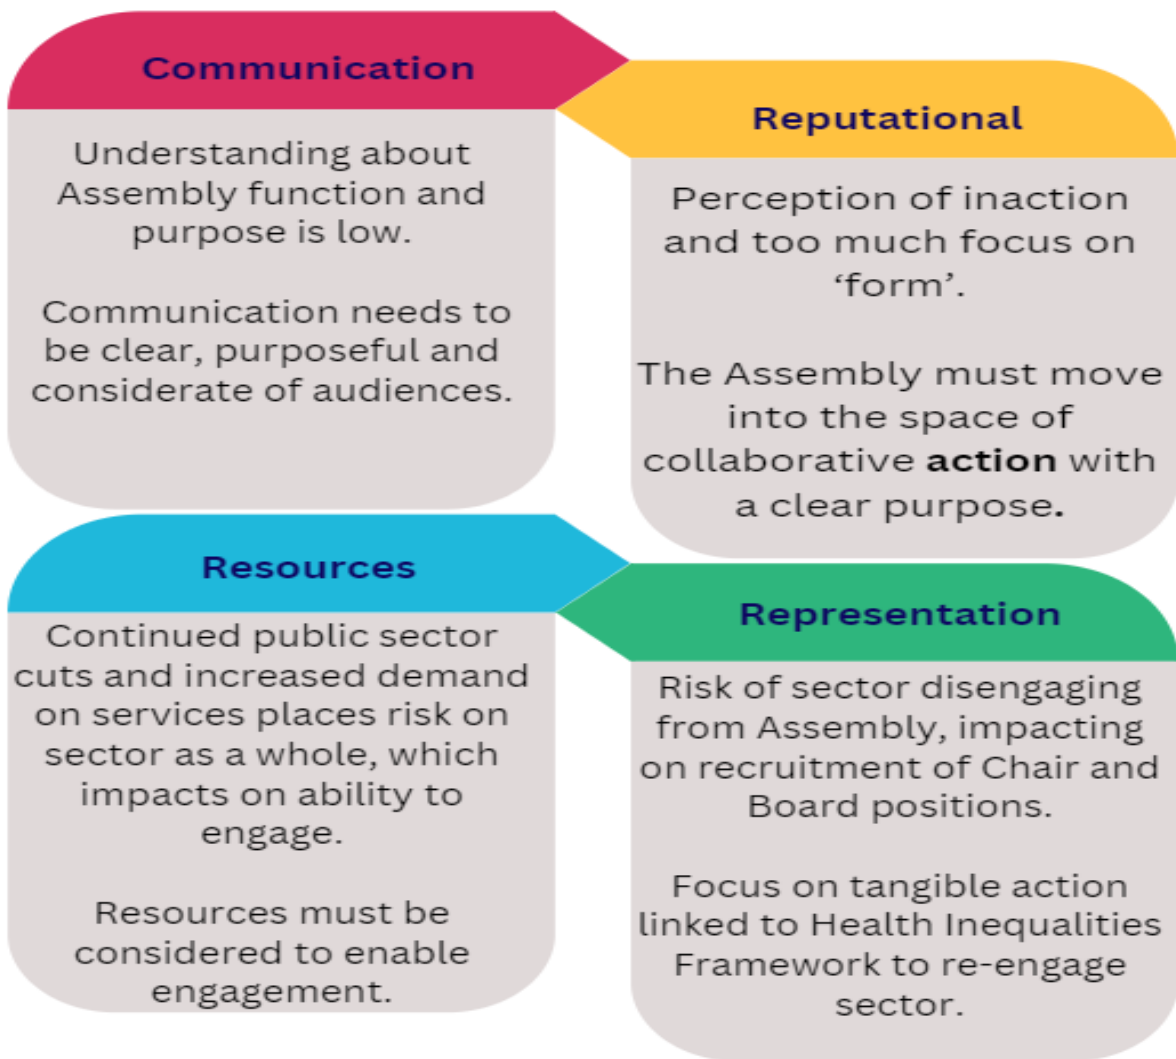 Communication
Understanding about
Assembly function and
purpose is low.
Communication needs to
be clear, purposeful and
considerate of audiences.
Reputational
Perception of inaction
and too much focus on
‘form’.
The Assembly must move
into the space of
collaborative action with
a clear purpose.
Resources
Continued public sector
cuts and increased demand
on services places risk on
sector as a whole, which
impacts on ability to
engage.
Resources must be
considered to enable
engagement.
Representation
Risk of sector disengaging
from Assembly, impacting
on recruitment of Chair and
Board positions.
Focus on tangible action
linked to Health Inequalities
Framework to re-engage
sector.